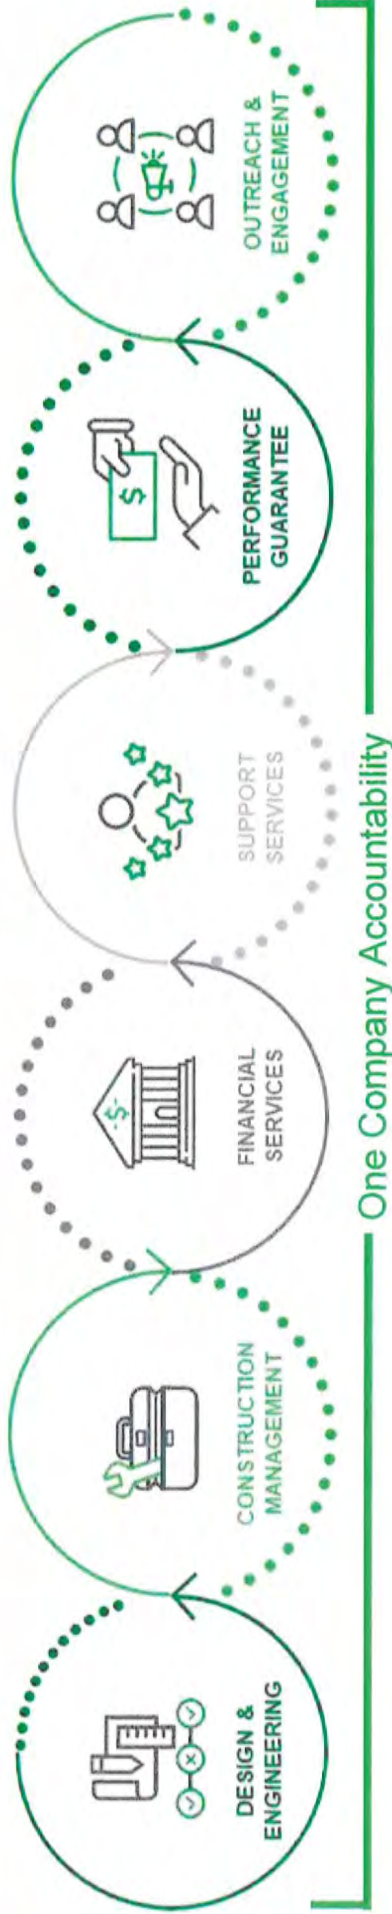 DESIGN &
ENGINEERING
CONSTRUCTION
MANAGEMENT
FINANCIAL
SERVICES
$
SUPPORT
SERVICES
PERFORMANCE
GUARANTEE
$
OUTREACH &
ENGAGEMENT
One Company Accountability